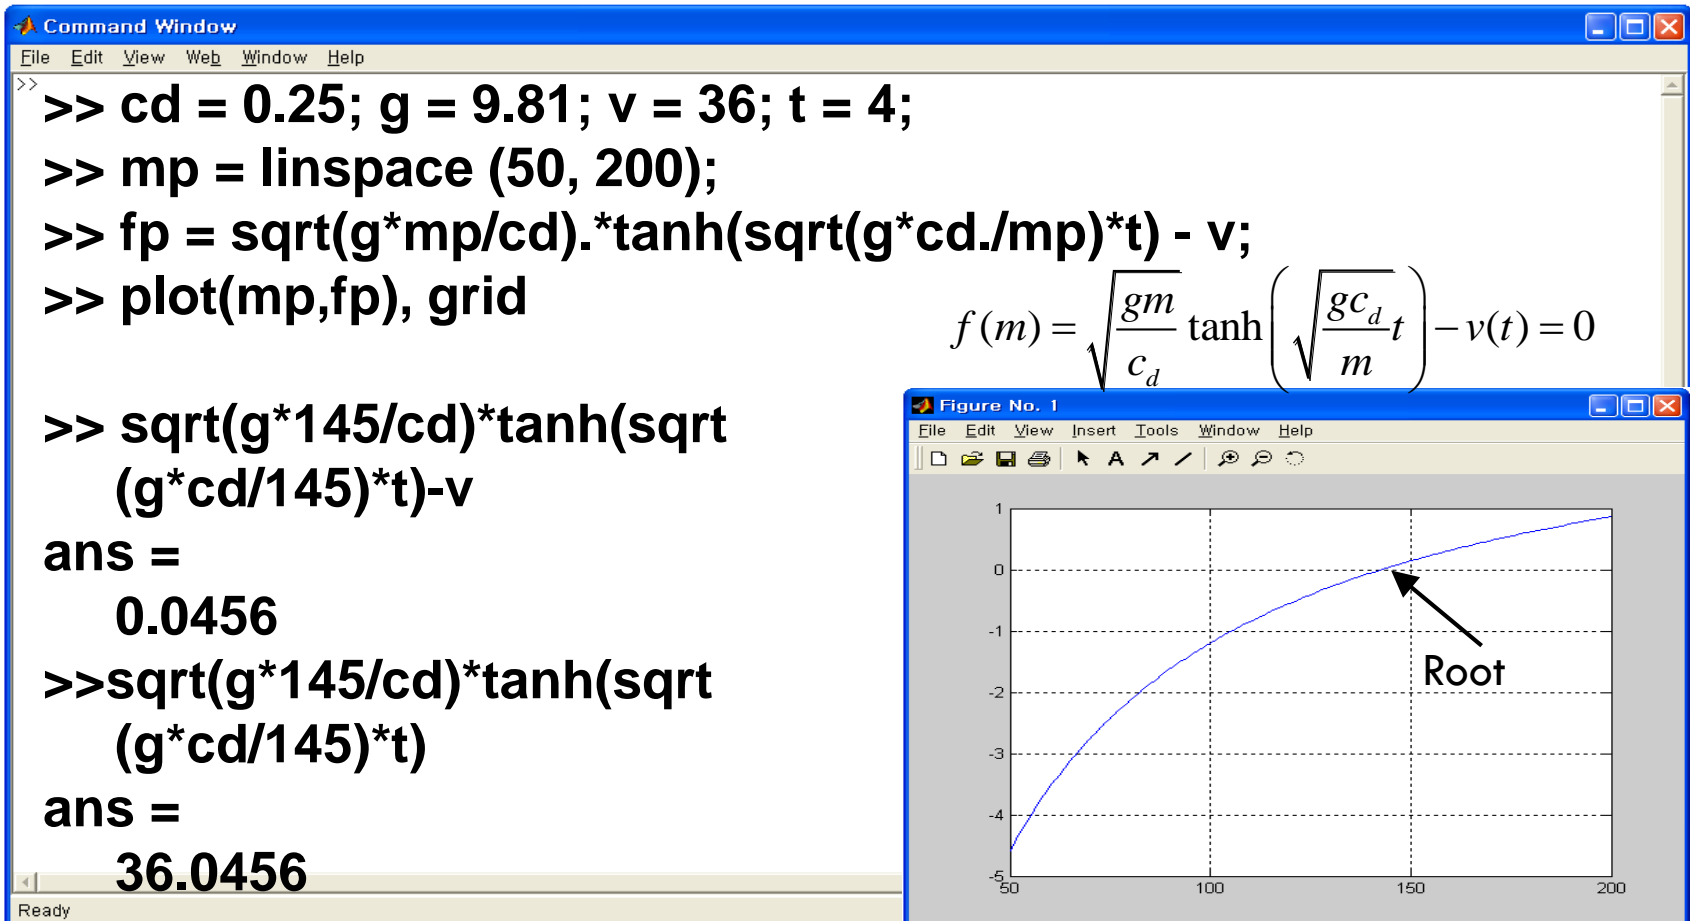 Command Window
File Edit View Web Window Help
>>
>> cd = 0.25; g = 9.81; v = 36; t = 4;
>> mp = linspace (50, 200);
>> fp = sqrt(g*mp/cd).*tanh(sqrt(g*cd./mp)*t) - v;
>> plot(mp,fp), grid
f(m) = √(gm/c_d) tanh(√(gc_d/m) t) − v(t) = 0
>> sqrt(g*145/cd)*tanh(sqrt
(g*cd/145)*t)-v
ans =
0.0456
>>sqrt(g*145/cd)*tanh(sqrt
(g*cd/145)*t)
ans =
36.0456
Ready
Figure No. 1
File Edit View Insert Tools Window Help
A
1
0
-1
-2
-3
-4
-5
Root
50 100 150 200